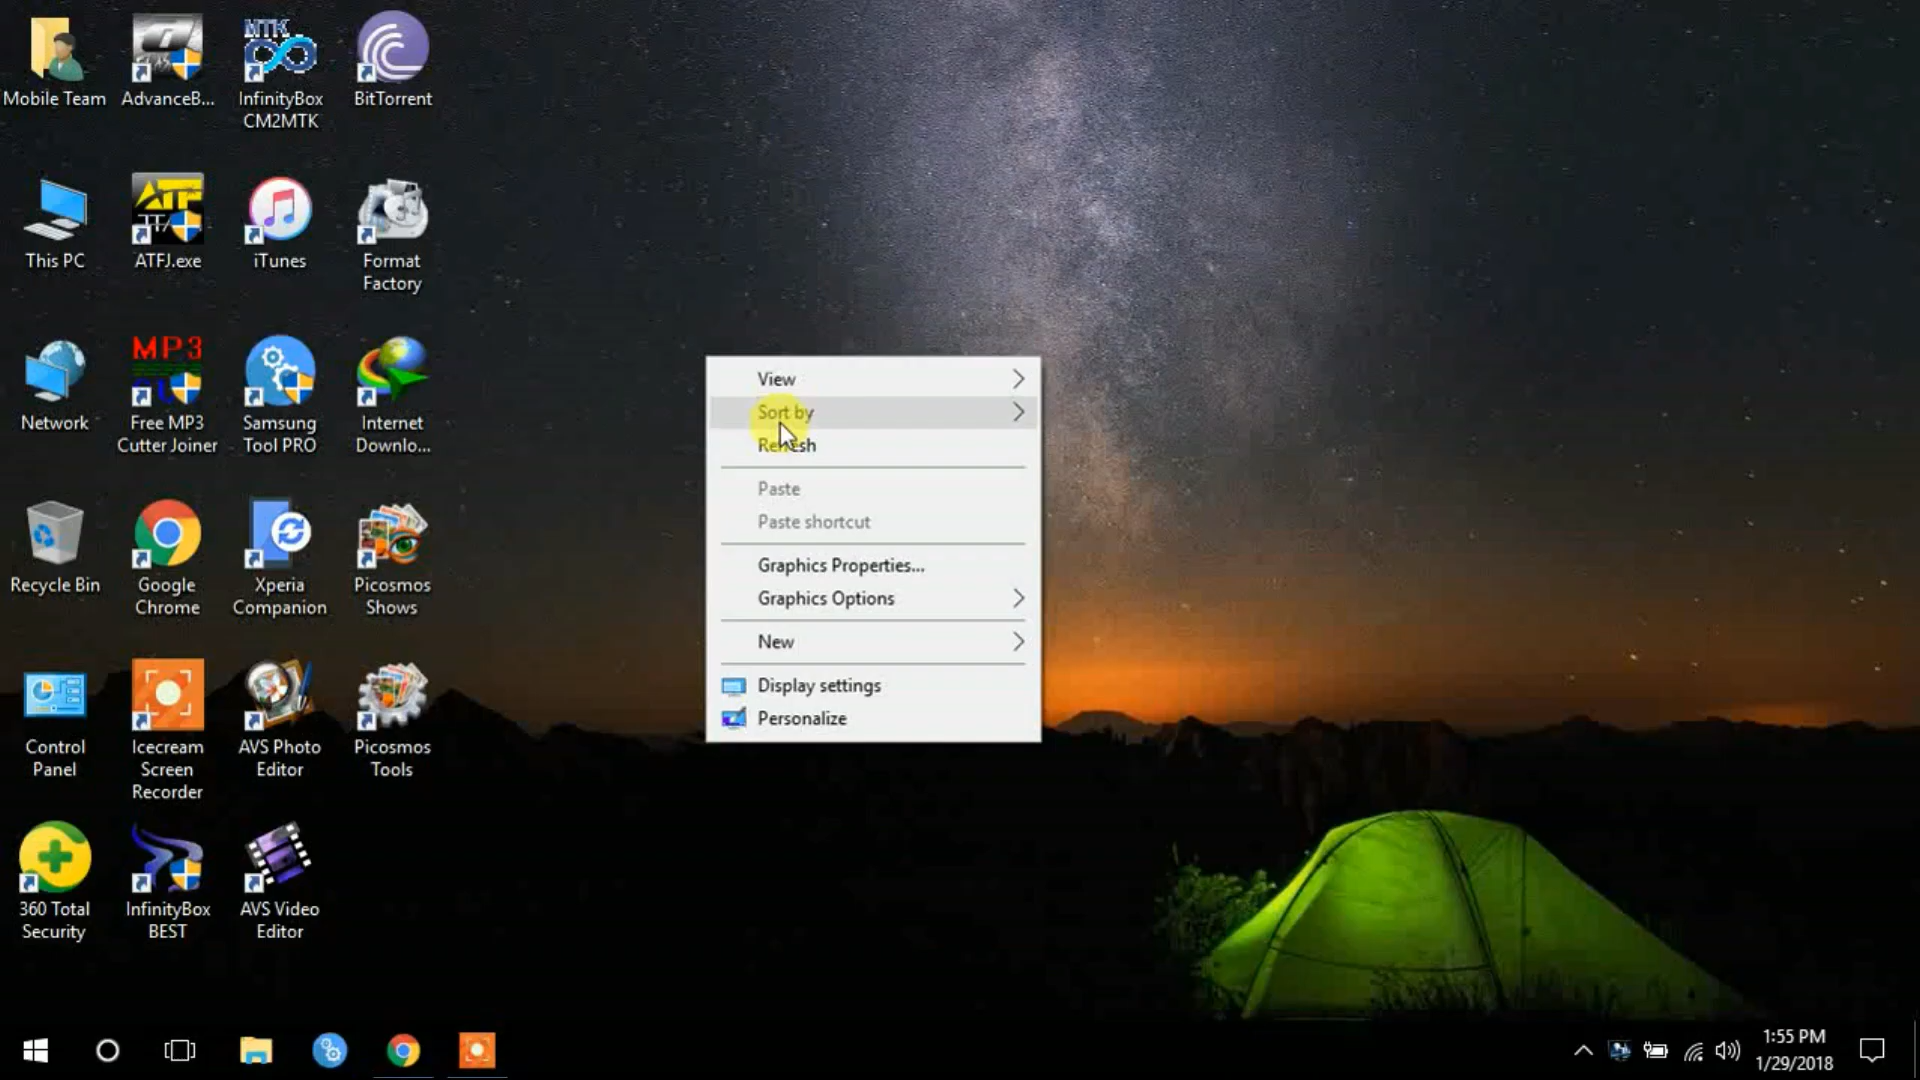 Mobile Team
AdvanceB...
MTK
InfinityBox
CM2MTK
BitTorrent
This PC
ATF
ATFJ.exe
iTunes
Format
Factory
Network
MP3
Free MP3
Cutter Joiner
Samsung
Tool PRO
Internet
Downlo...
Recycle Bin
Google
Chrome
Xperia
Companion
Picosmos
Shows
Control
Panel
Icecream
Screen
Recorder
AVS Photo
Editor
Picosmos
Tools
360 Total
Security
InfinityBox
BEST
AVS Video
Editor
View
Sort by
Refresh
Paste
Paste shortcut
Graphics Properties...
Graphics Options
New
Display settings
Personalize
1:55 PM
1/29/2018